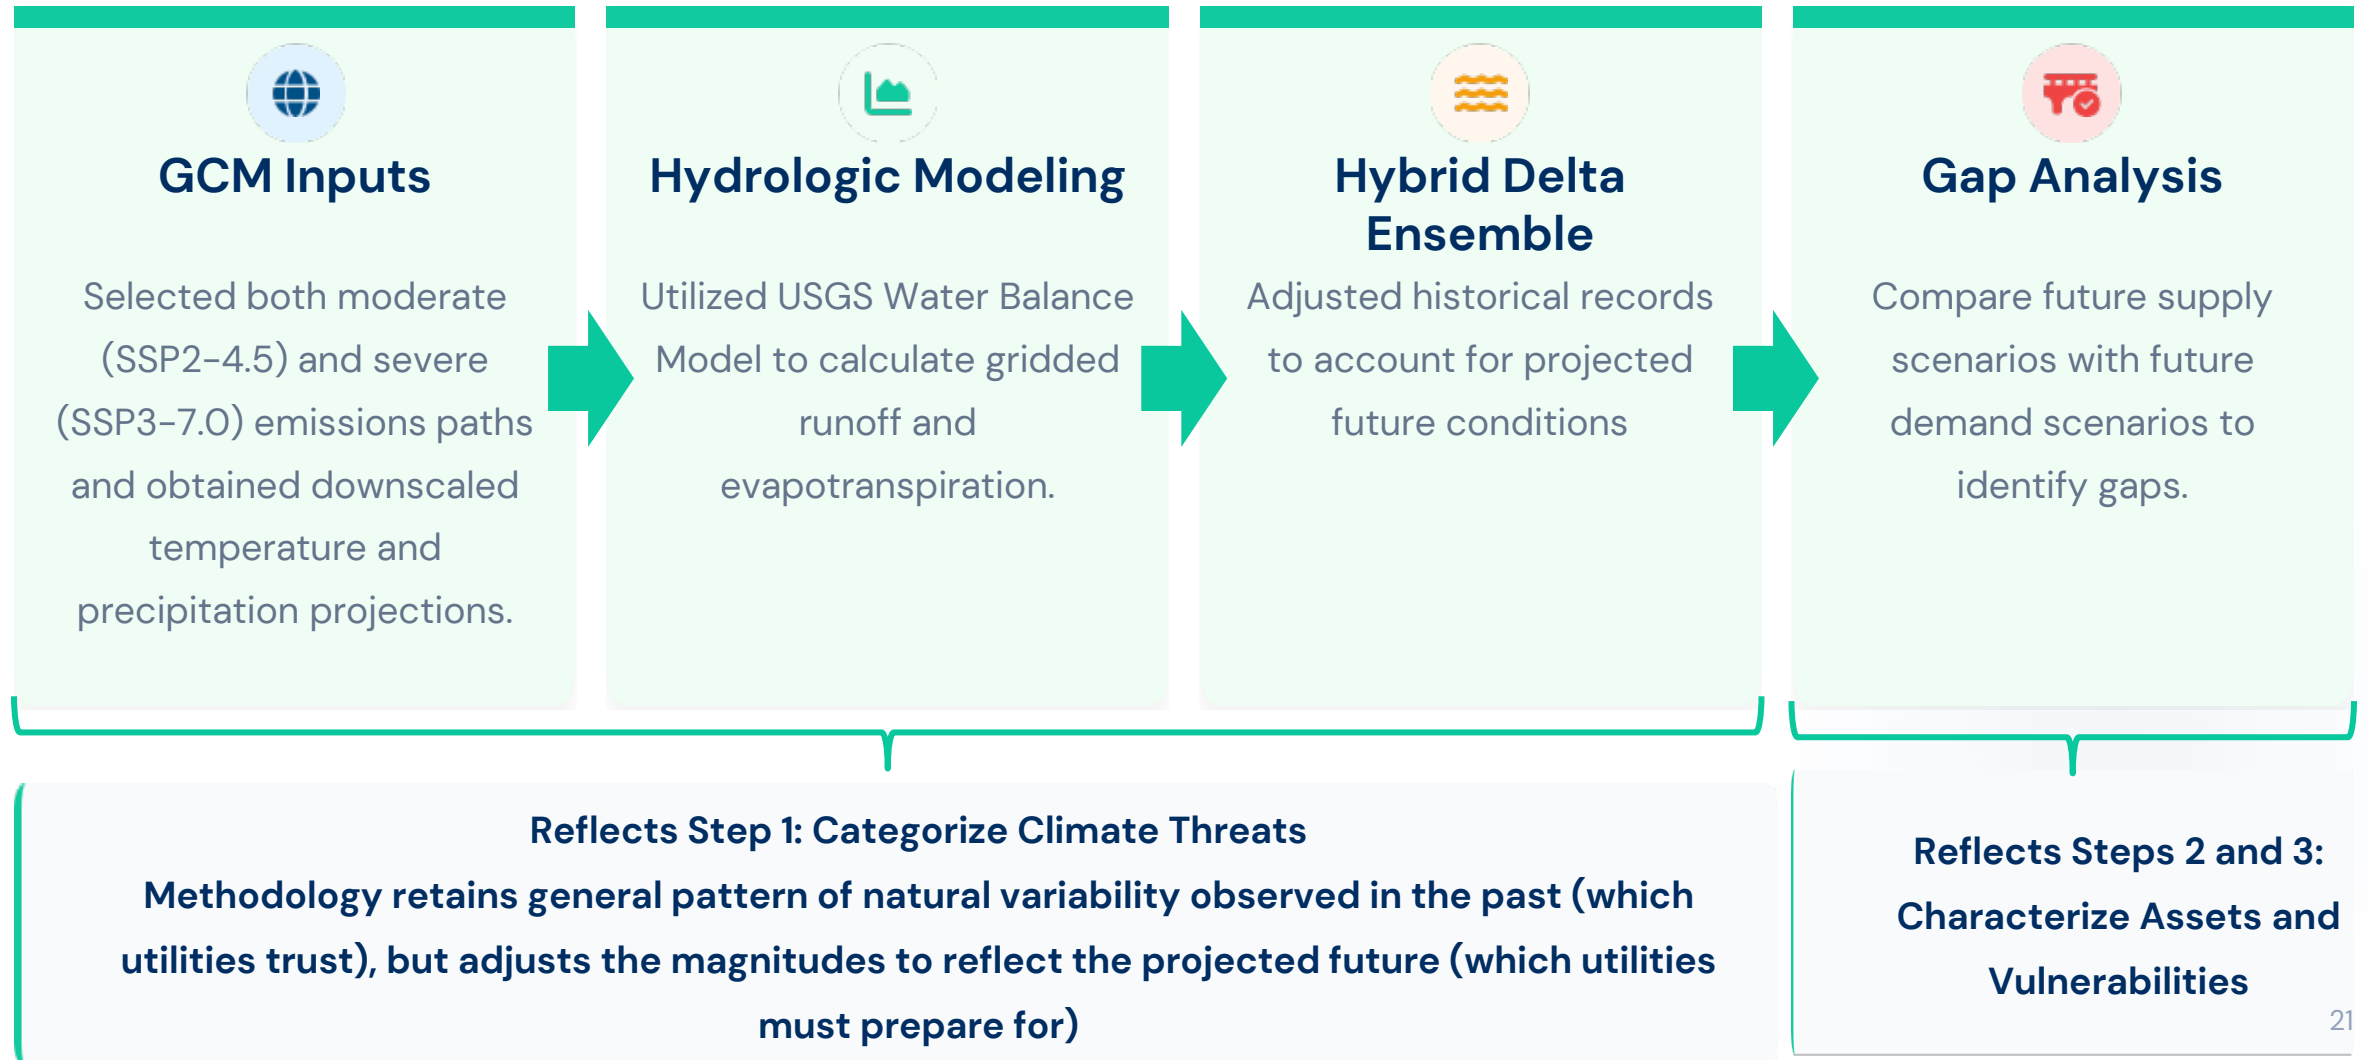 GCM Inputs
Selected both moderate
(SSP2-4.5) and severe
(SSP3-7.0) emissions paths
and obtained downscaled
temperature and
precipitation projections.
Hydrologic Modeling
Utilized USGS Water Balance
Model to calculate gridded
runoff and
evapotranspiration.
Hybrid Delta
Ensemble
Adjusted historical records
to account for projected
future conditions
Gap Analysis
Compare future supply
scenarios with future
demand scenarios to
identify gaps.
Reflects Step 1: Categorize Climate Threats
Methodology retains general pattern of natural variability observed in the past (which
utilities trust), but adjusts the magnitudes to reflect the projected future (which utilities
must prepare for)
Reflects Steps 2 and 3:
Characterize Assets and
Vulnerabilities
21